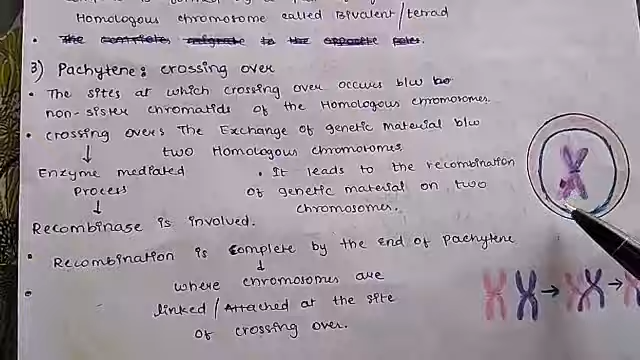 Homologous chromosome called Bivalent/tetrad
3) Pachytene: crossing over
• The sites at which crossing over occurs b/w
non-sister chromatids of the Homologous chromosomes.
• crossing over: The Exchange of genetic material b/w
two Homologous chromosomes
Enzyme mediated
Process
• It leads to the recombination
of genetic material on two
chromosomes.
Recombinase is involved.
• Recombination is complete by the end of pachytene
where chromosomes are
linked/Attached at the site
of crossing over.